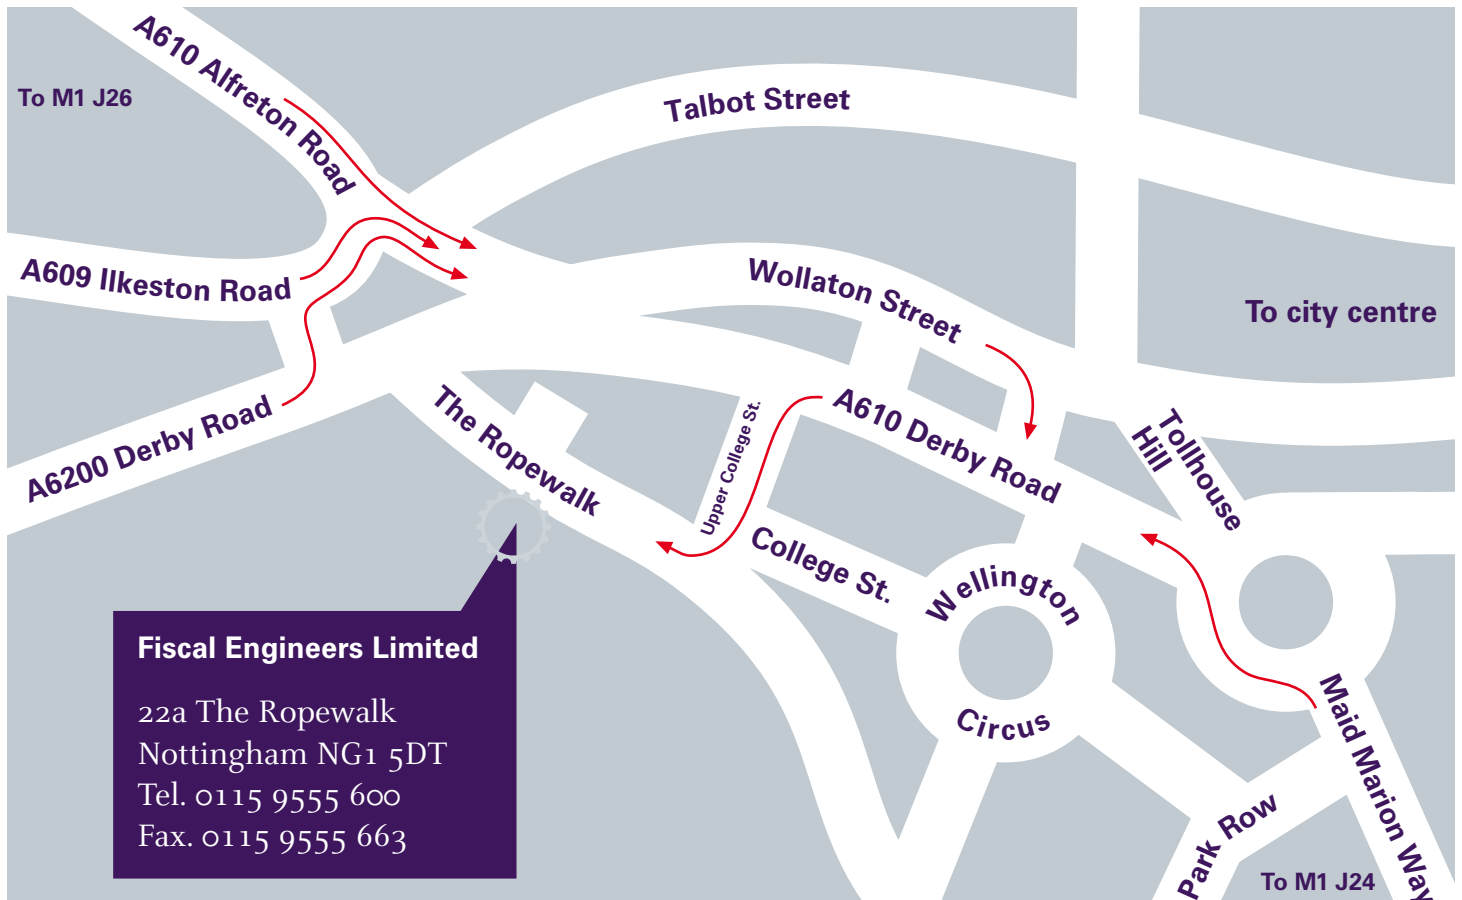 A610 Alfreton Road
To M1 J26
Talbot Street
A609 Ilkeston Road
Wollaston Street
To city centre
A6200 Derby Road
The Ropewalk
Upper College St.
A610 Derby Road
Tollhouse
Hill
College St.
Wellington
Circus
Maid Marion Way
Park Row
To M1 J24
Fiscal Engineers Limited
22a The Ropewalk
Nottingham NG1 5DT
Tel. 0115 9555 600
Fax. 0115 9555 663